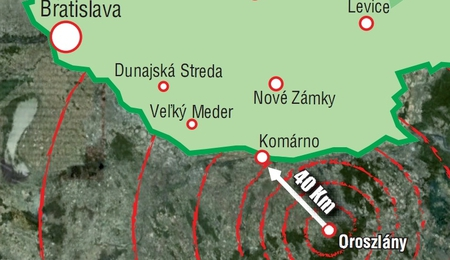 Bratislava
Levice
Dunajská Streda
Nové Zámky
Veľký Meder
Komárno
40 Km
Oroszlány